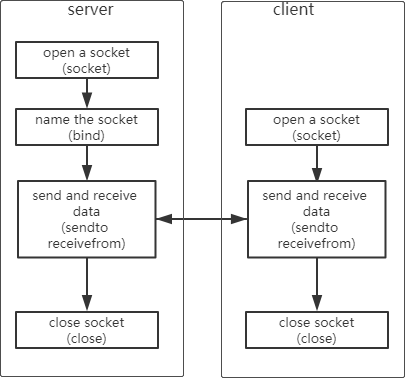 server
open a socket
(socket)
name the socket
(bind)
send and receive
data
(sendto
receivefrom)
close socket
(close)
client
open a socket
(socket)
send and receive
data
(sendto
receivefrom)
close socket
(close)